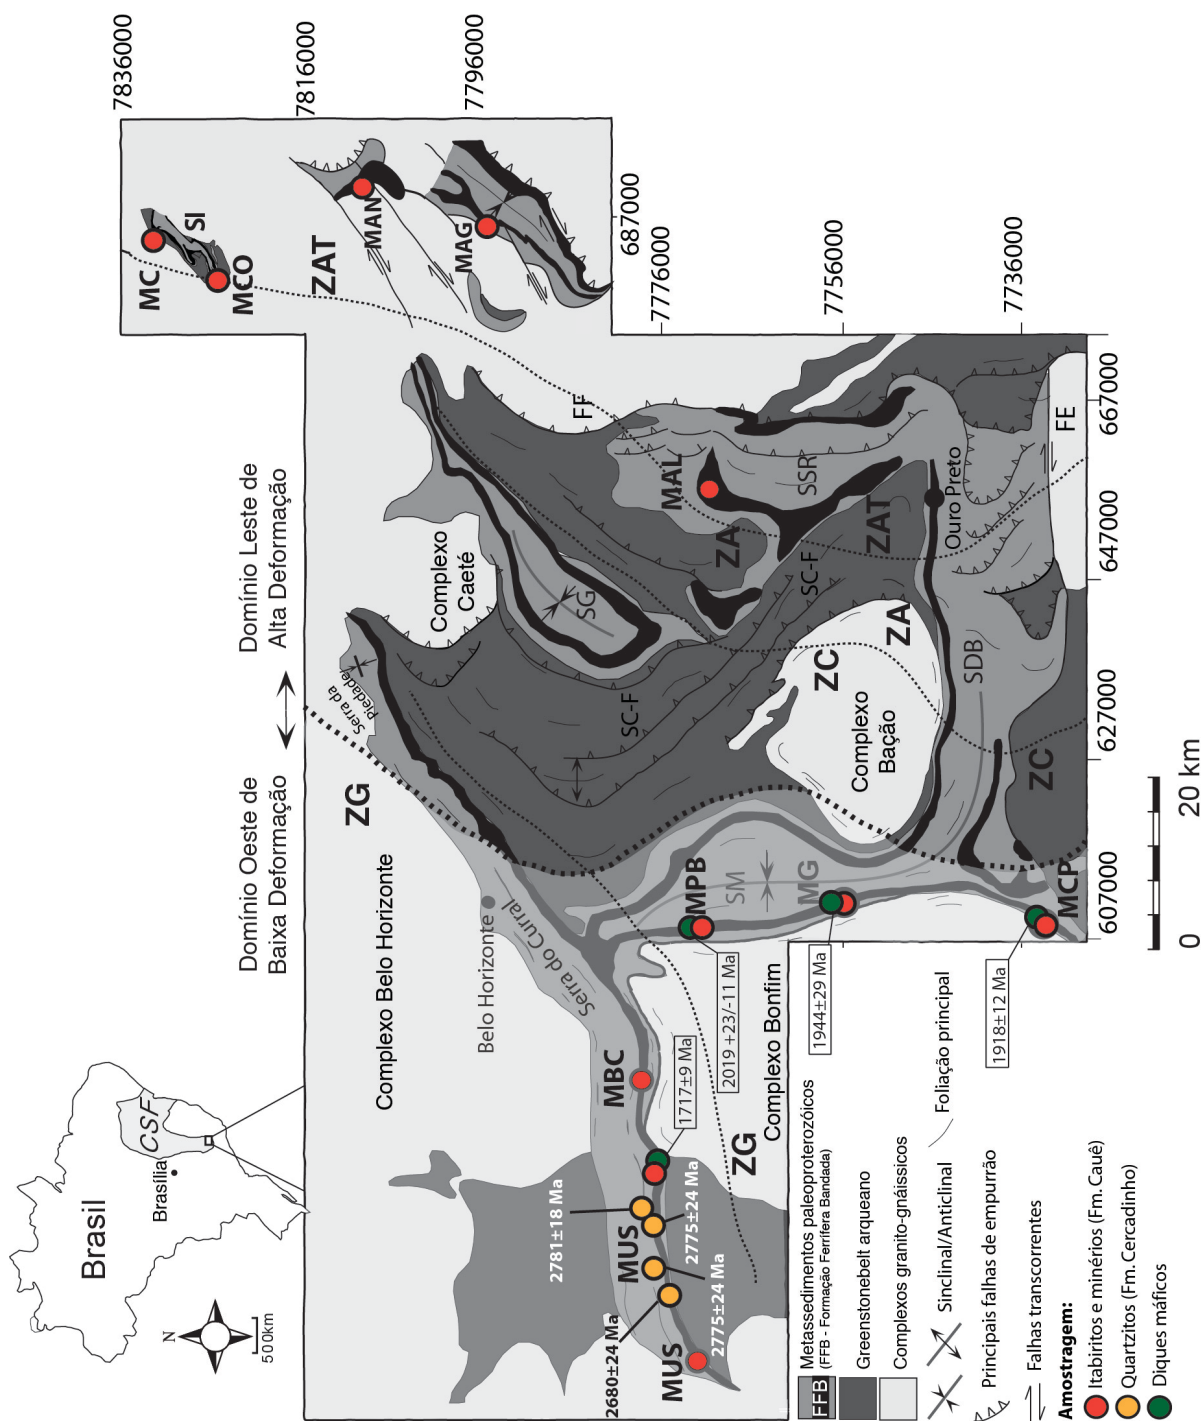 Brasil
CSF
Brasília
N
500km
Domínio Oeste de
Baixa Deformação
Domínio Leste de
Alta Deformação
7836000
7816000
7796000
687000
7776000
7756000
7736000
667000
647000
627000
607000
MC
SI
MCO
ZAT
MAN
MAG
Complexo Belo Horizonte
ZG
Serra da
Piedade
Complexo
Caeté
FF
Belo Horizonte
Serra do Curral
SG
SC-F
MAL
ZA
SSR
SC-F
ZAT
Ouro Preto
FE
ZC
ZA
Complexo
Bação
SDB
ZC
MPB
SM
MG
MCP
MBC
ZG
Complexo Bonfim
MUS
MUS
2781±18 Ma
2775±24 Ma
2775±24 Ma
2680±24 Ma
1717±9 Ma
2019 +23/-11 Ma
1944±29 Ma
1918±12 Ma
0
20 km
FFB
Metassedimentos paleoproterozóicos
(FFB - Formação Ferrífera Bandada)
Greenstonebelt arqueano
Complexos granito-gnáissicos
Sinclinal/Anticlinal
Foliação principal
Principais falhas de empurrão
Falhas transcorrentes
Amostragem:
Itabiritos e minérios (Fm. Cauê)
Quartzitos (Fm. Cercadinho)
Diques máficos